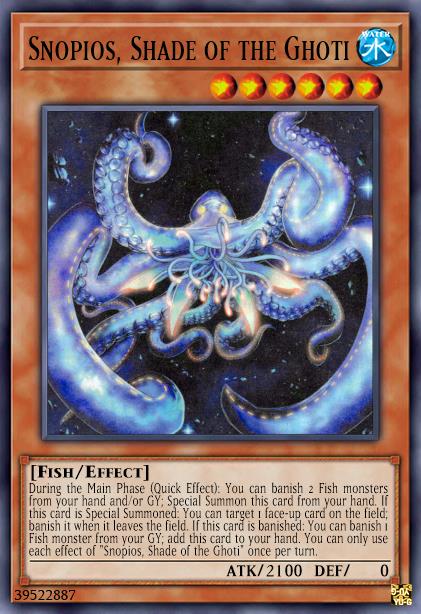 Snopios, Shade of the Ghoti
WATER
水
[Fish/Effect]
During the Main Phase (Quick Effect): You can banish 2 Fish monsters
from your hand and/or GY; Special Summon this card from your hand. If
this card is Special Summoned: You can target 1 face-up card on the field;
banish it when it leaves the field. If this card is banished: You can banish 1
Fish monster from your GY; add this card to your hand. You can only use
each effect of "Snopios, Shade of the Ghoti" once per turn.
ATK/2100 DEF/ 0
39522887